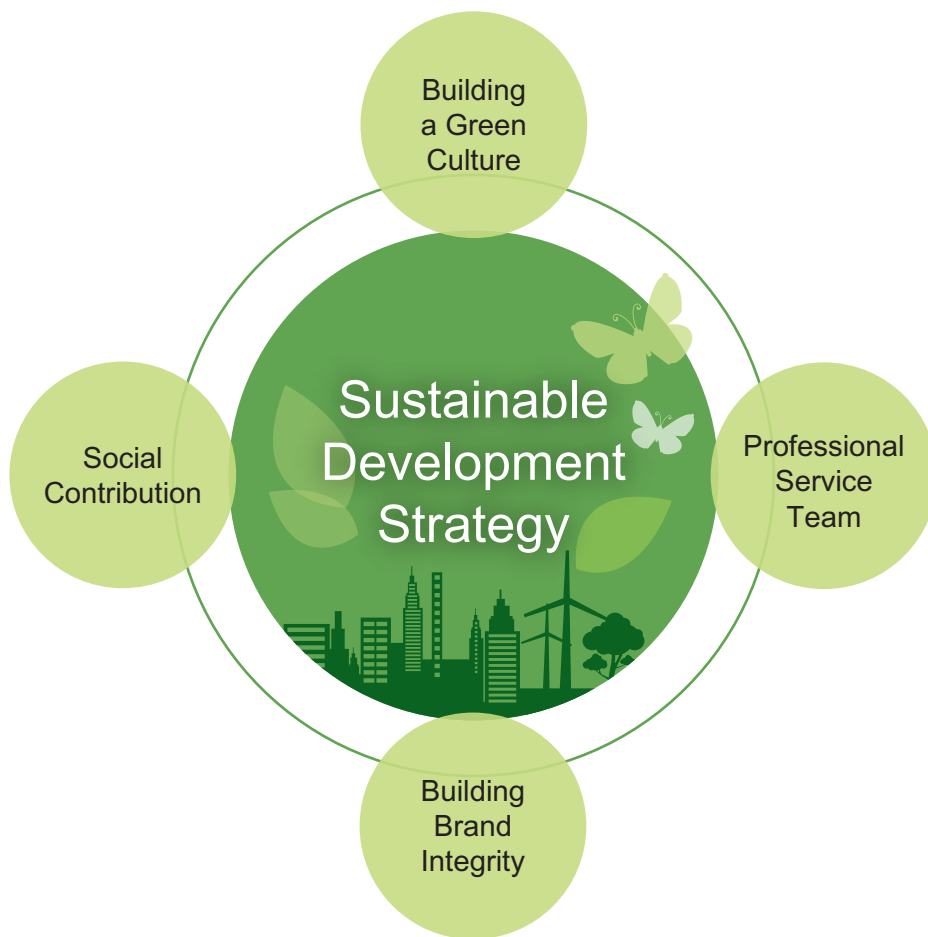 Building
a Green
Culture
Sustainable
Development
Strategy
Social
Contribution
Professional
Service
Team
Building
Brand
Integrity